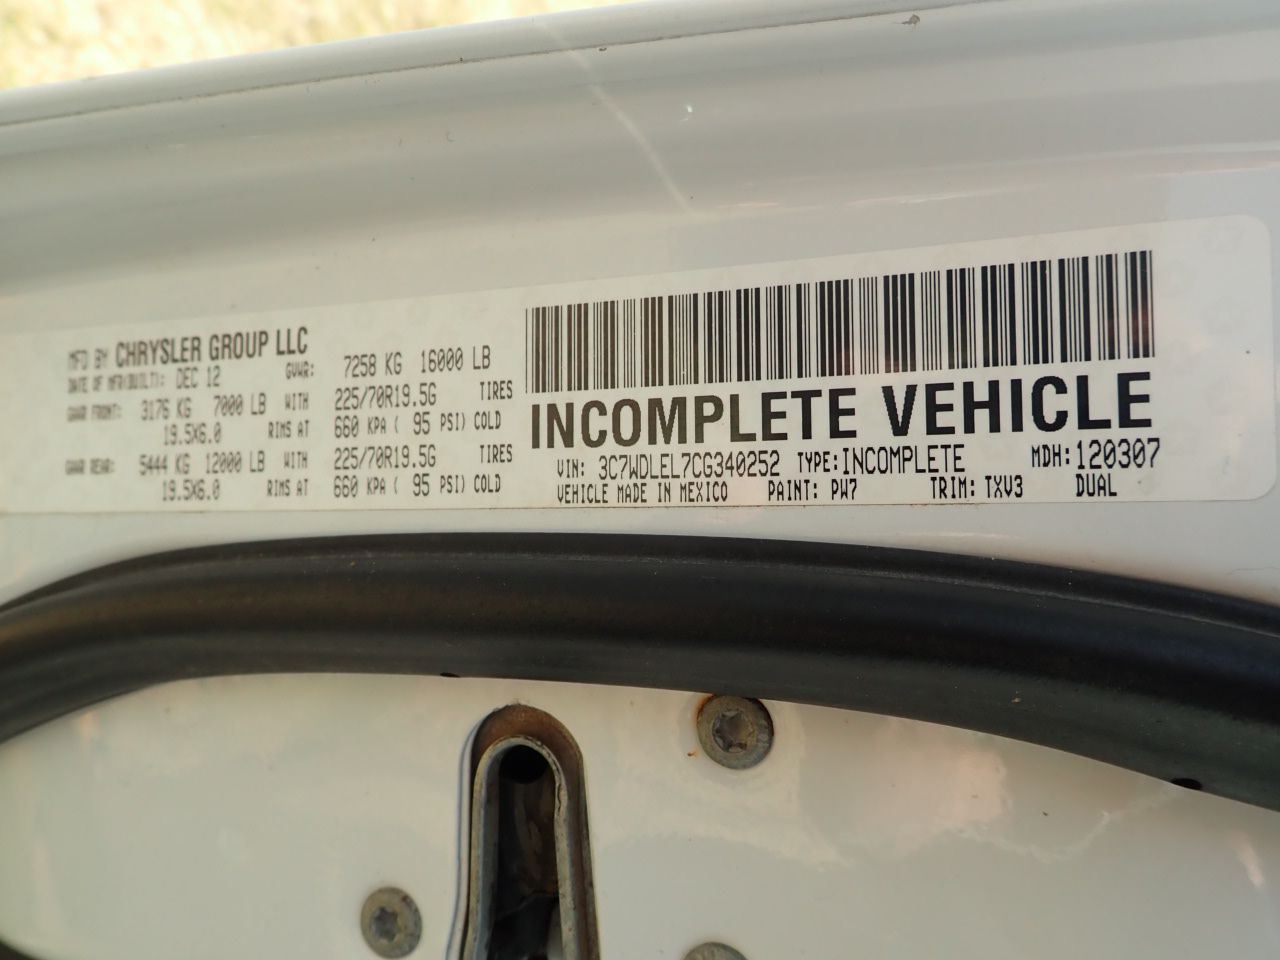 MFD BY CHRYSLER GROUP LLC
DATE OF MFR(BUILT): DEC 12 GVWR: 7258 KG 16000 LB
GAWR FRONT: 3176 KG 7000 LB WITH 225/70R19.5G TIRES
19.5X6.0 RIMS AT 660 KPA ( 95 PSI) COLD
GAWR REAR: 5444 KG 12000 LB WITH 225/70R19.5G TIRES
19.5X6.0 RIMS AT 660 KPA ( 95 PSI) COLD
INCOMPLETE VEHICLE
VIN: 3C7WDLEL7CG340252 TYPE:INCOMPLETE MDH:120307
VEHICLE MADE IN MEXICO PAINT: PW7 TRIM: TXV3 DUAL